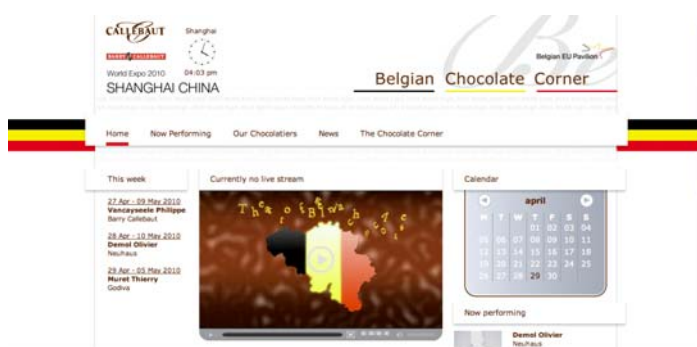 CALLEBAUT
Shanghai
BARRY CALLEBAUT
Belgian EU Pavilion
World Expo 2010
04:03 pm
SHANGHAI CHINA
Belgian Chocolate Corner
Home
Now Performing
Our Chocolatiers
News
The Chocolate Corner
This week
Currently no live stream
Calendar
27 Apr - 09 May 2010
Vancayseele Philippe
Barry Callebaut
28 Apr - 10 May 2010
Demol Olivier
Neuhaus
29 Apr - 05 May 2010
Muret Thierry
Godiva
april
M T W T F S S
01 02 03 04
05 06 07 08 09 10 11
12 13 14 15 16 17 18
19 20 21 22 23 24 25
26 27 28 29 30
Now performing
Demol Olivier
Neuhaus